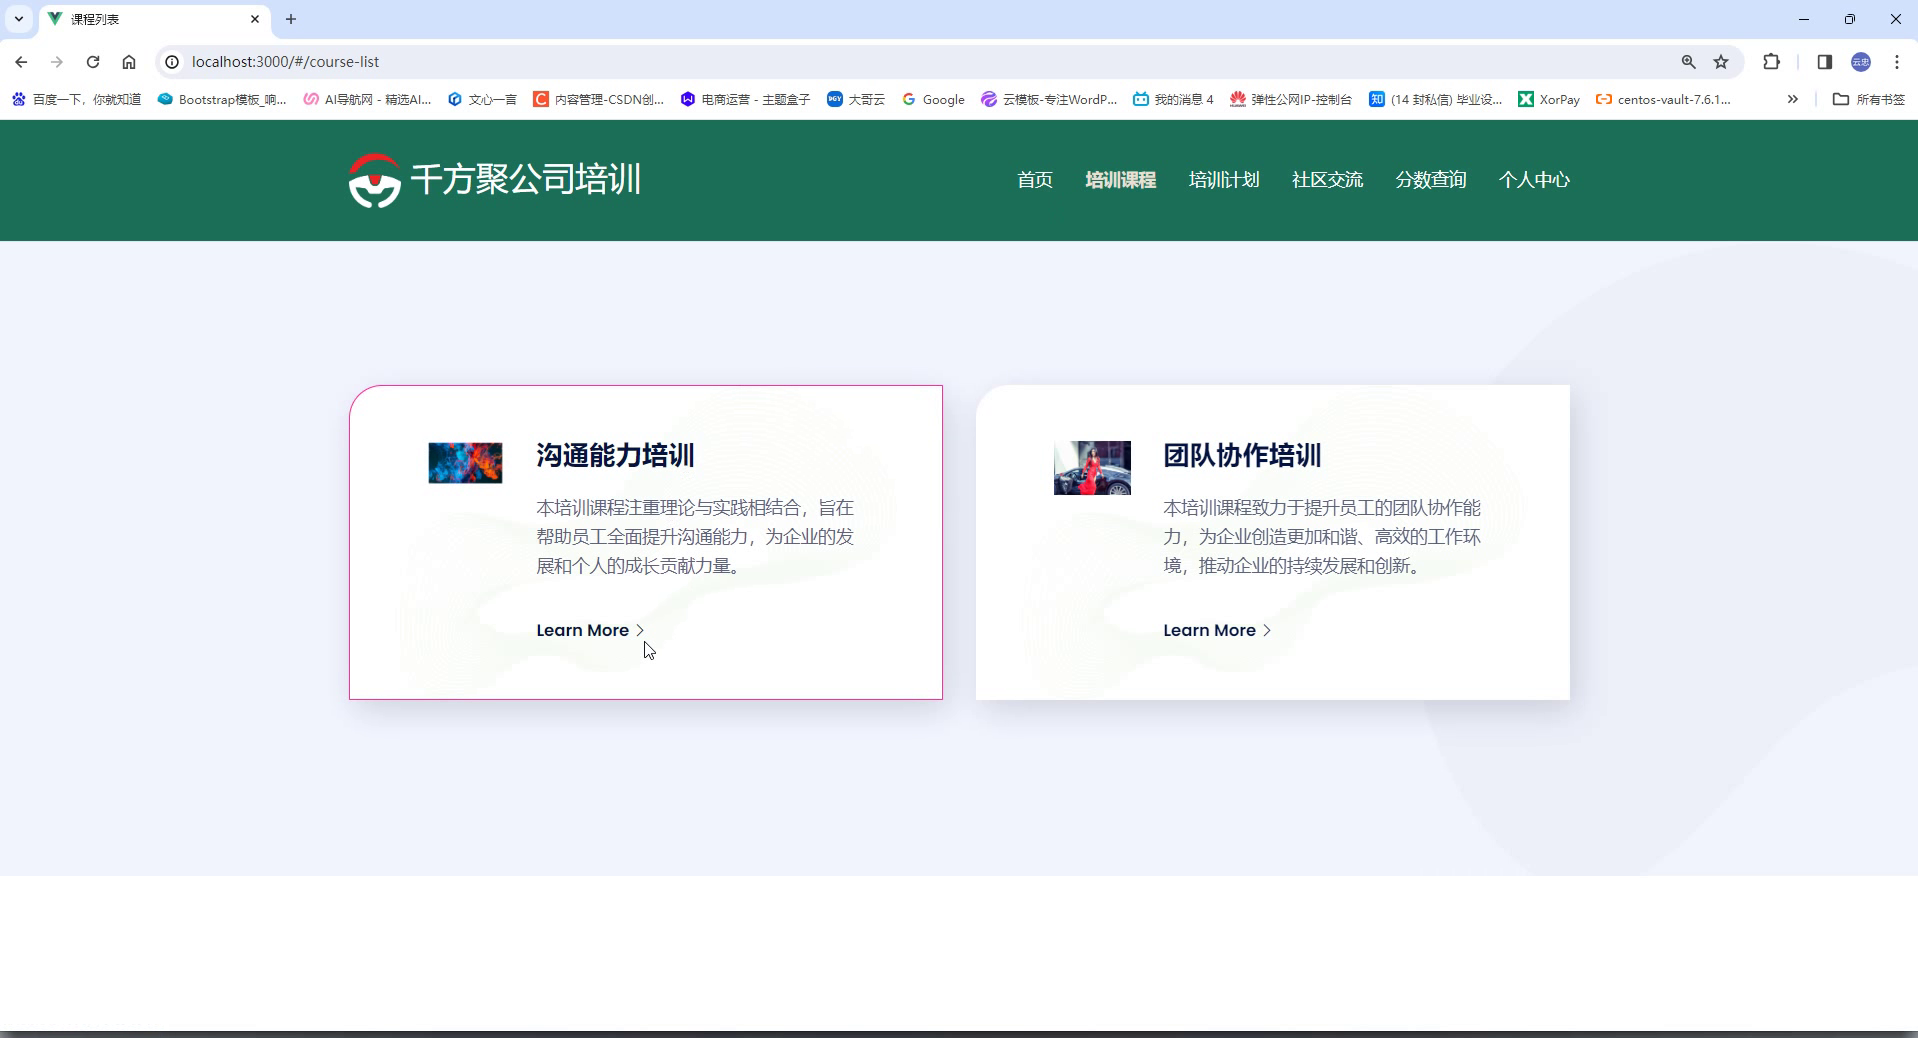 课程列表
localhost:3000/#/course-list
云忠
百度一下，你就知道
Bootstrap模板_响...
AI导航网 - 精选AI...
文心一言
内容管理-CSDN创...
电商运营 - 主题盒子
大哥云
Google
云模板-专注WordP...
我的消息 4
弹性公网IP-控制台
(14 封私信) 毕业设...
XorPay
centos-vault-7.6.1...
所有书签
千方聚公司培训
首页
培训课程
培训计划
社区交流
分数查询
个人中心
沟通能力培训
本培训课程注重理论与实践相结合，旨在
帮助员工全面提升沟通能力，为企业的发
展和个人的成长贡献力量。
Learn More
团队协作培训
本培训课程致力于提升员工的团队协作能
力，为企业创造更加和谐、高效的工作环
境，推动企业的持续发展和创新。
Learn More